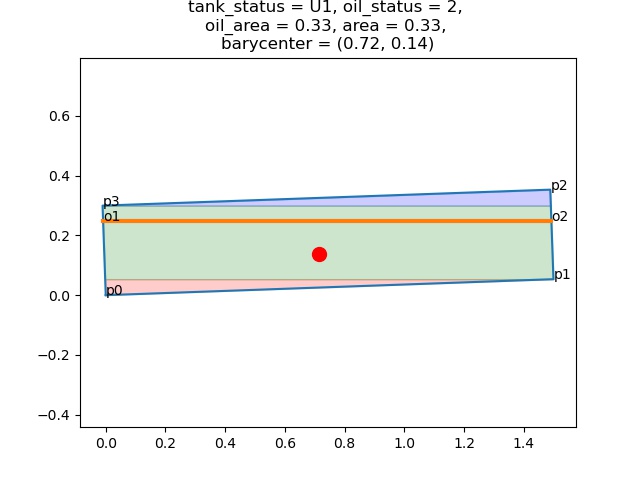 tank_status = U1, oil_status = 2,
oil_area = 0.33, area = 0.33,
barycenter = (0.72, 0.14)
0.6
0.4
0.2
0.0
−0.2
−0.4
p2
p3
o1
o2
p1
p0
0.0 0.2 0.4 0.6 0.8 1.0 1.2 1.4